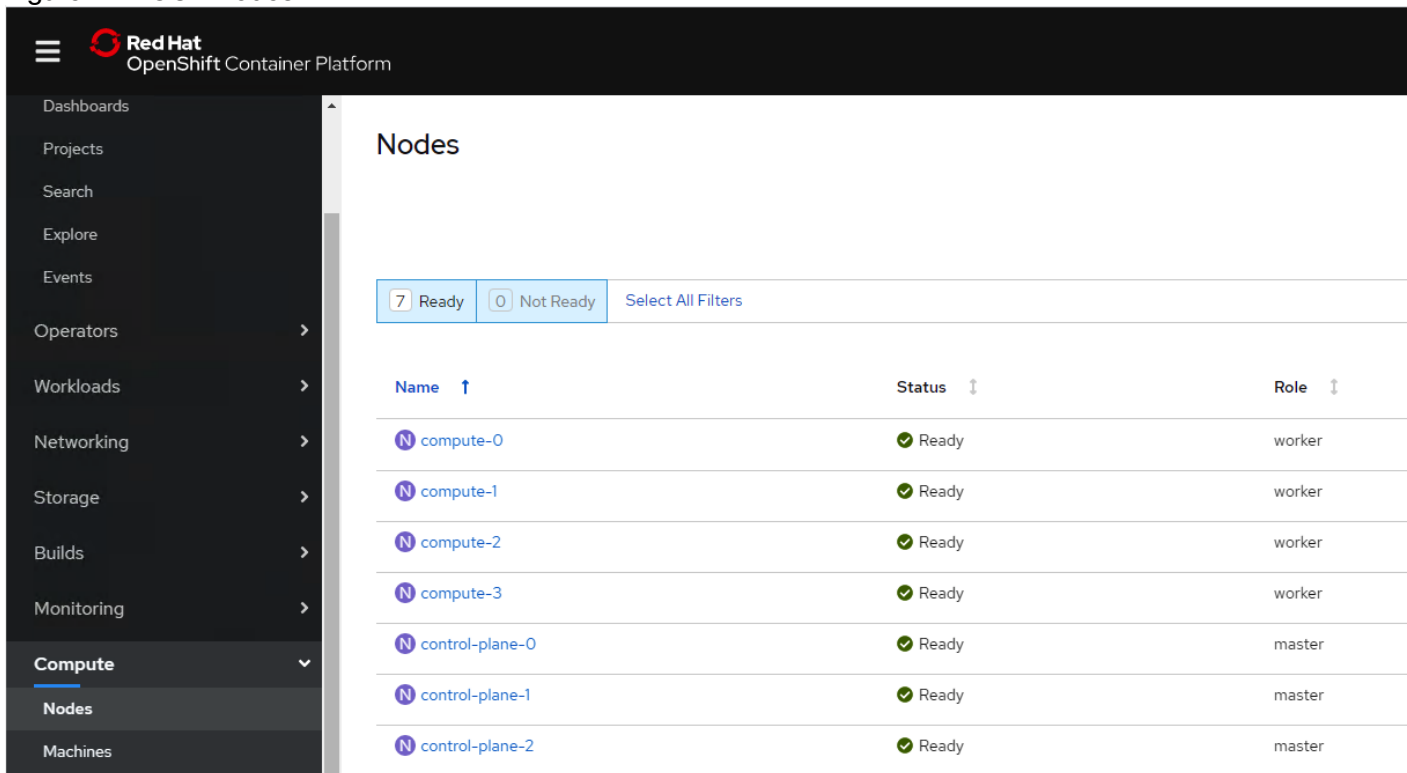 Red Hat
OpenShift Container Platform
Dashboards
Projects
Search
Explore
Events
Operators
Workloads
Networking
Storage
Builds
Monitoring
Compute
Nodes
Machines
Nodes
7 Ready 0 Not Ready Select All Filters
Name Status Role
N compute-0 Ready worker
N compute-1 Ready worker
N compute-2 Ready worker
N compute-3 Ready worker
N control-plane-0 Ready master
N control-plane-1 Ready master
N control-plane-2 Ready master